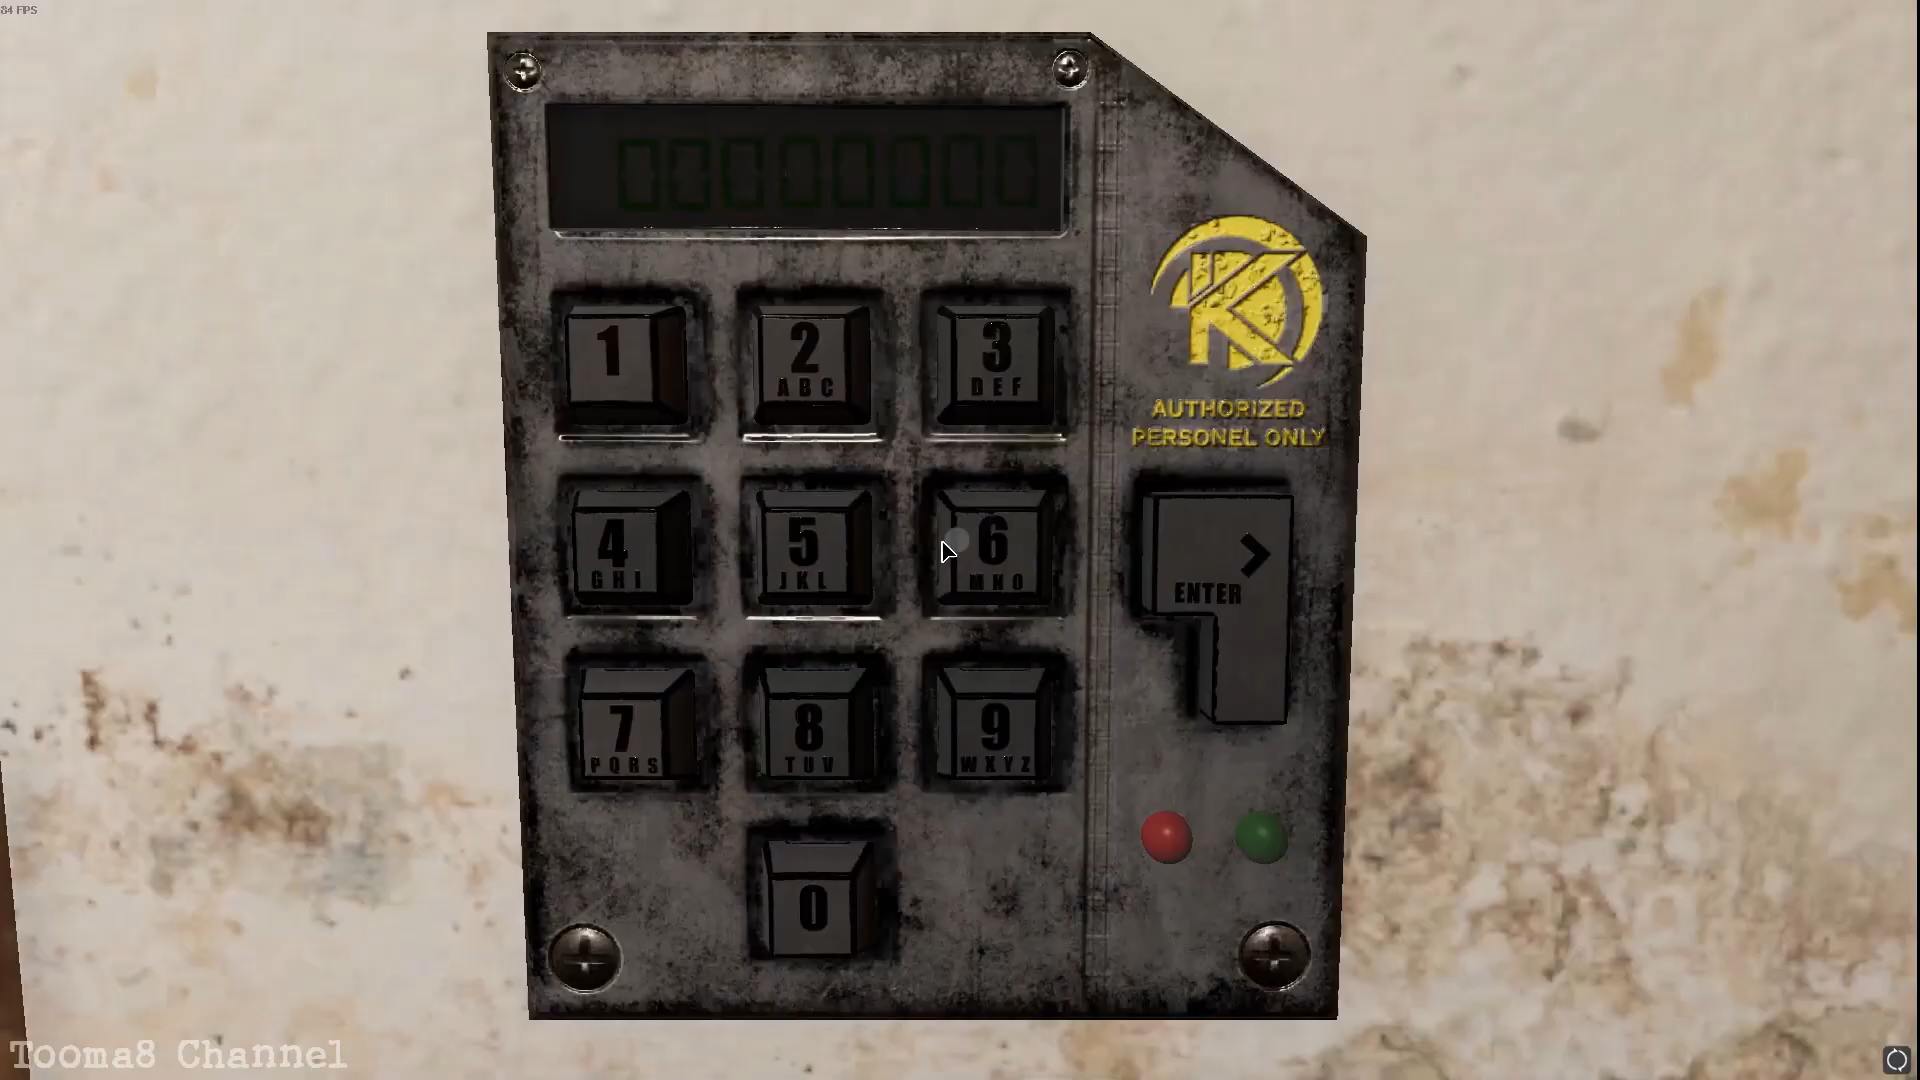 84 FPS
00000000
1
2
ABC
3
DEF
AUTHORIZED
PERSONEL ONLY
4
GHI
5
JKL
6
MNO
>
ENTER
7
PQRS
8
TUV
9
WXYZ
0
Tooma8 Channel